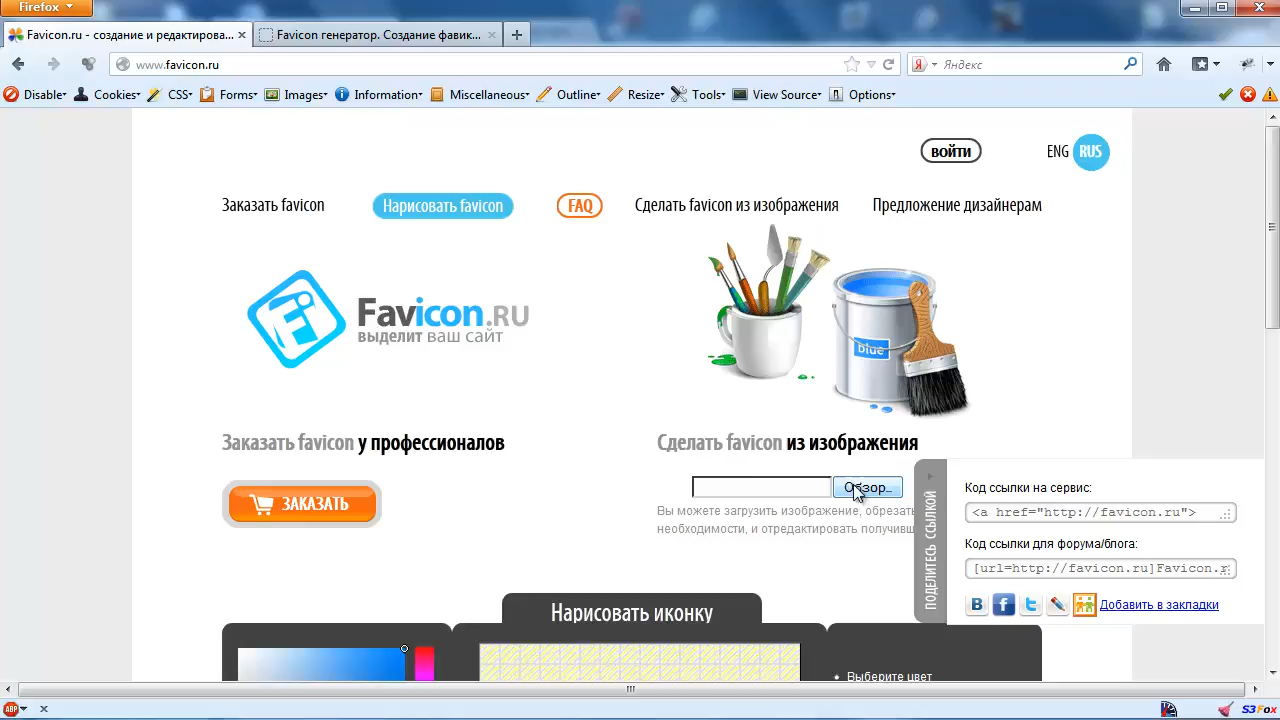 Firefox
Favicon.ru - создание и редактирова...
Favicon генератор. Создание фавик...
www.favicon.ru
Яндекс
Disable
Cookies
CSS
Forms
Images
Information
Miscellaneous
Outline
Resize
Tools
View Source
Options
войти
ENG
RUS
Заказать favicon
Нарисовать favicon
FAQ
Сделать favicon из изображения
Предложение дизайнерам
Favicon.RU
выделит ваш сайт
blue
Заказать favicon у профессионалов
Сделать favicon из изображения
ЗАКАЗАТЬ
Обзор...
Вы можете загрузить изображение, обрезать
необходимости, и отредактировать получивш
ПОДЕЛИТЕСЬ ССЫЛКОЙ
Код ссылки на сервис:
<a href="http://favicon.ru">
Код ссылки для форума/блога:
[url=http://favicon.ru]Favicon.r
Добавить в закладки
Нарисовать иконку
Выберите цвет
ABP
S3Fox